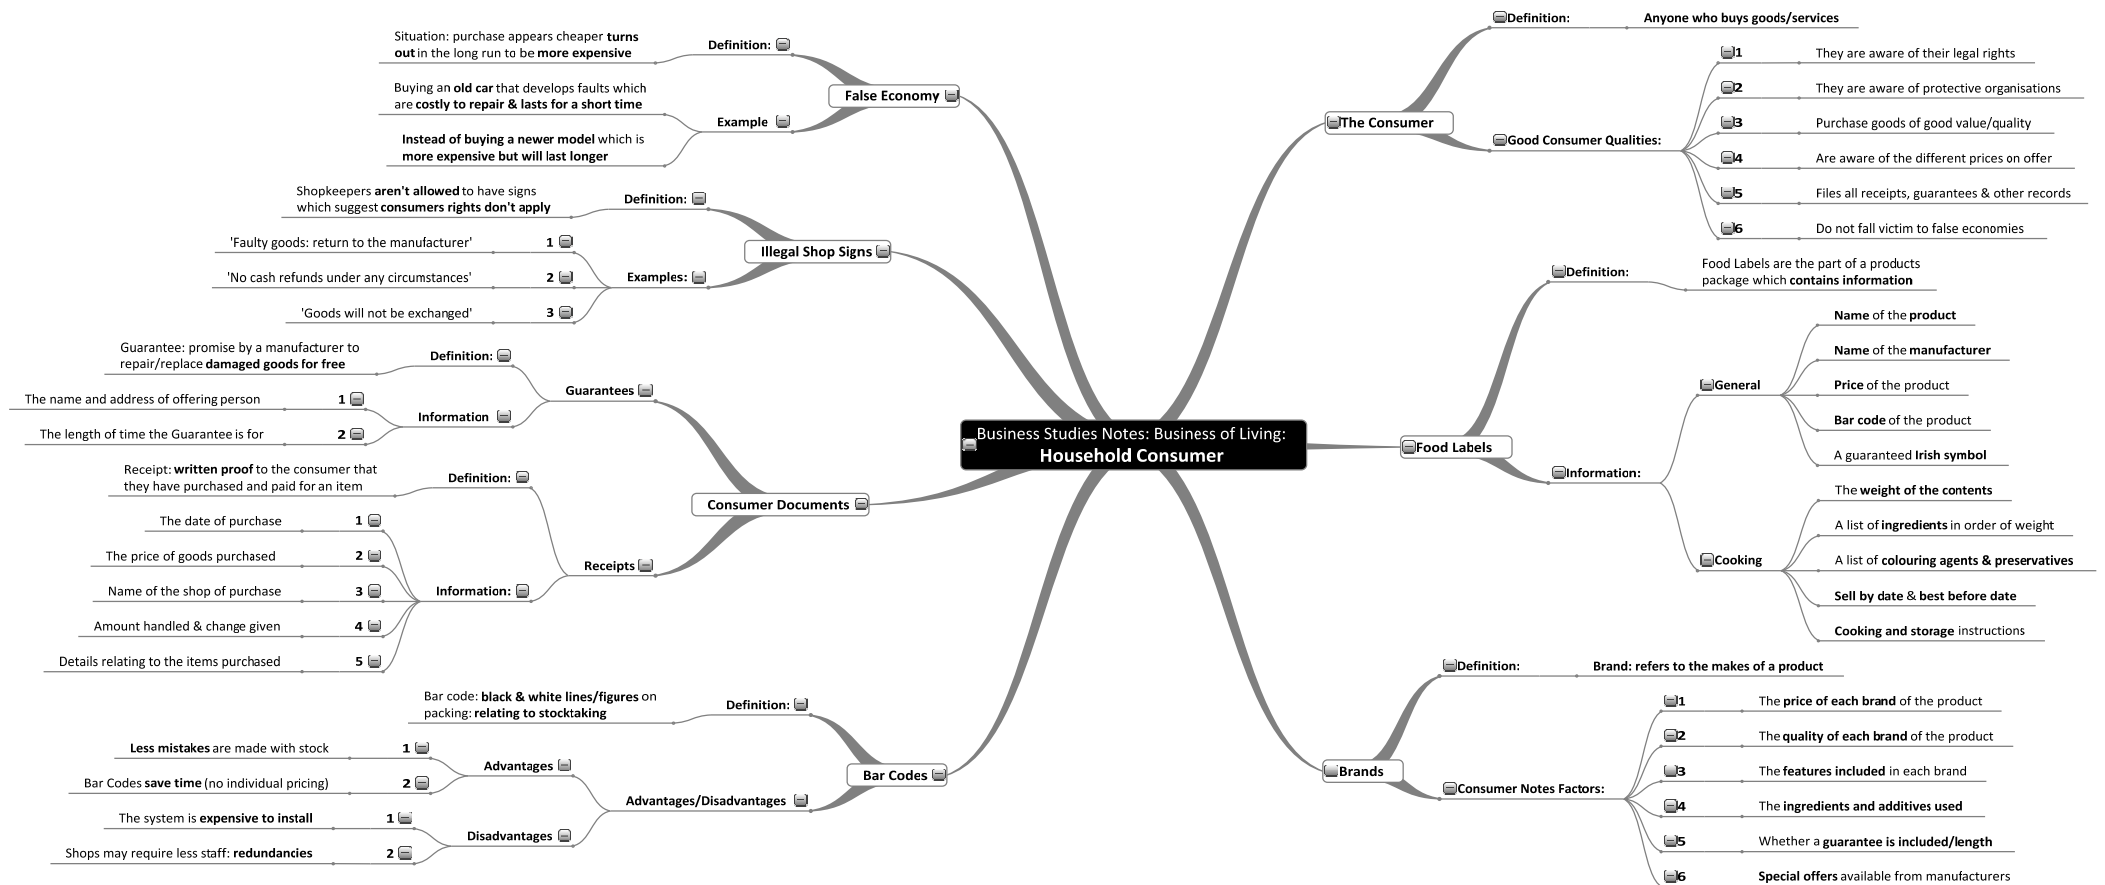 Business Studies Notes: Business of Living:
Household Consumer
The Consumer
Definition:
Anyone who buys goods/services
Good Consumer Qualities:
1
They are aware of their legal rights
2
They are aware of protective organisations
3
Purchase goods of good value/quality
4
Are aware of the different prices on offer
5
Files all receipts, guarantees & other records
6
Do not fall victim to false economies
Food Labels
Definition:
Food Labels are the part of a products
package which contains information
Information:
General
Name of the product
Name of the manufacturer
Price of the product
Bar code of the product
A guaranteed Irish symbol
Cooking
The weight of the contents
A list of ingredients in order of weight
A list of colouring agents & preservatives
Sell by date & best before date
Cooking and storage instructions
Brands
Definition:
Brand: refers to the makes of a product
Consumer Notes Factors:
1
The price of each brand of the product
2
The quality of each brand of the product
3
The features included in each brand
4
The ingredients and additives used
5
Whether a guarantee is included/length
6
Special offers available from manufacturers
False Economy
Definition:
Situation: purchase appears cheaper turns
out in the long run to be more expensive
Example
Buying an old car that develops faults which
are costly to repair & lasts for a short time
Instead of buying a newer model which is
more expensive but will last longer
Illegal Shop Signs
Definition:
Shopkeepers aren't allowed to have signs
which suggest consumers rights don't apply
Examples:
1
'Faulty goods: return to the manufacturer'
2
'No cash refunds under any circumstances'
3
'Goods will not be exchanged'
Consumer Documents
Guarantees
Definition:
Guarantee: promise by a manufacturer to
repair/replace damaged goods for free
Information
1
The name and address of offering person
2
The length of time the Guarantee is for
Receipts
Definition:
Receipt: written proof to the consumer that
they have purchased and paid for an item
Information:
1
The date of purchase
2
The price of goods purchased
3
Name of the shop of purchase
4
Amount handled & change given
5
Details relating to the items purchased
Bar Codes
Definition:
Bar code: black & white lines/figures on
packing: relating to stocktaking
Advantages/Disadvantages
Advantages
1
Less mistakes are made with stock
2
Bar Codes save time (no individual pricing)
Disadvantages
1
The system is expensive to install
2
Shops may require less staff: redundancies